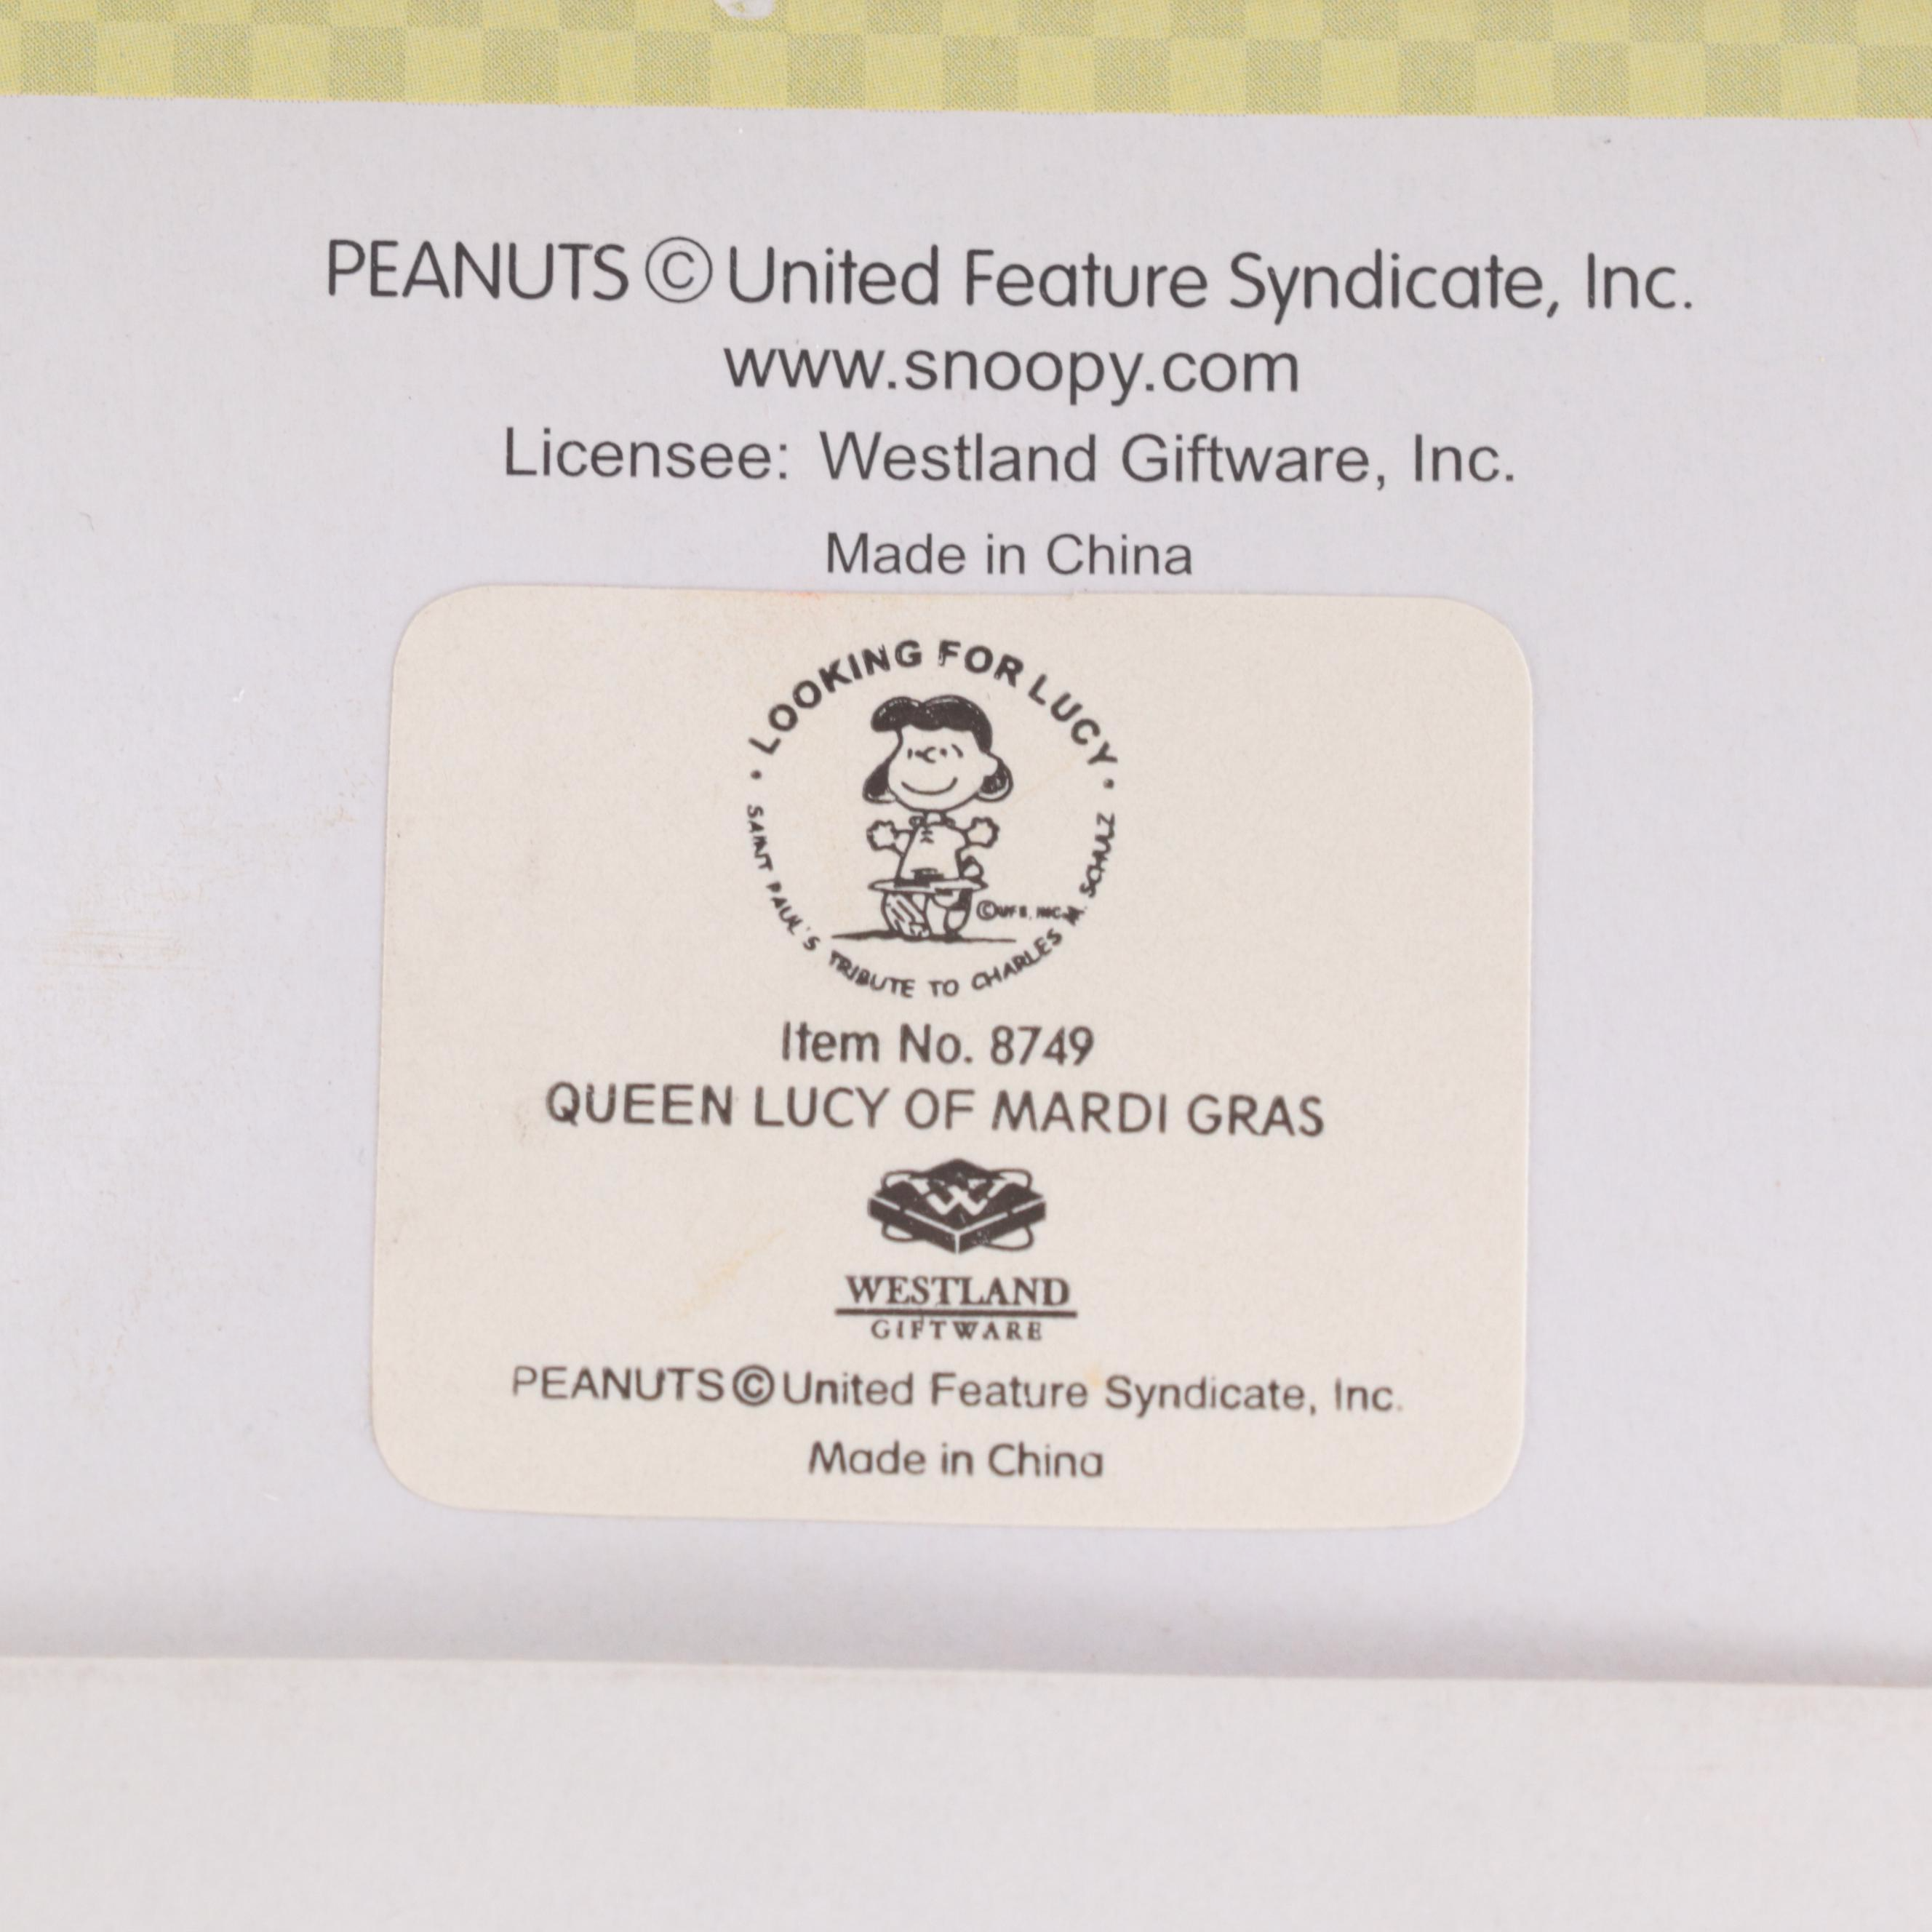 PEANUTS © United Feature Syndicate, Inc.
www.snoopy.com
Licensee: Westland Giftware, Inc.
Made in China
• LOOKING FOR LUCY •
SAINT PAUL'S TRIBUTE TO CHARLES M. SCHULZ
©UFS, INC.
Item No. 8749
QUEEN LUCY OF MARDI GRAS
W
WESTLAND
GIFTWARE
PEANUTS © United Feature Syndicate, Inc.
Made in China